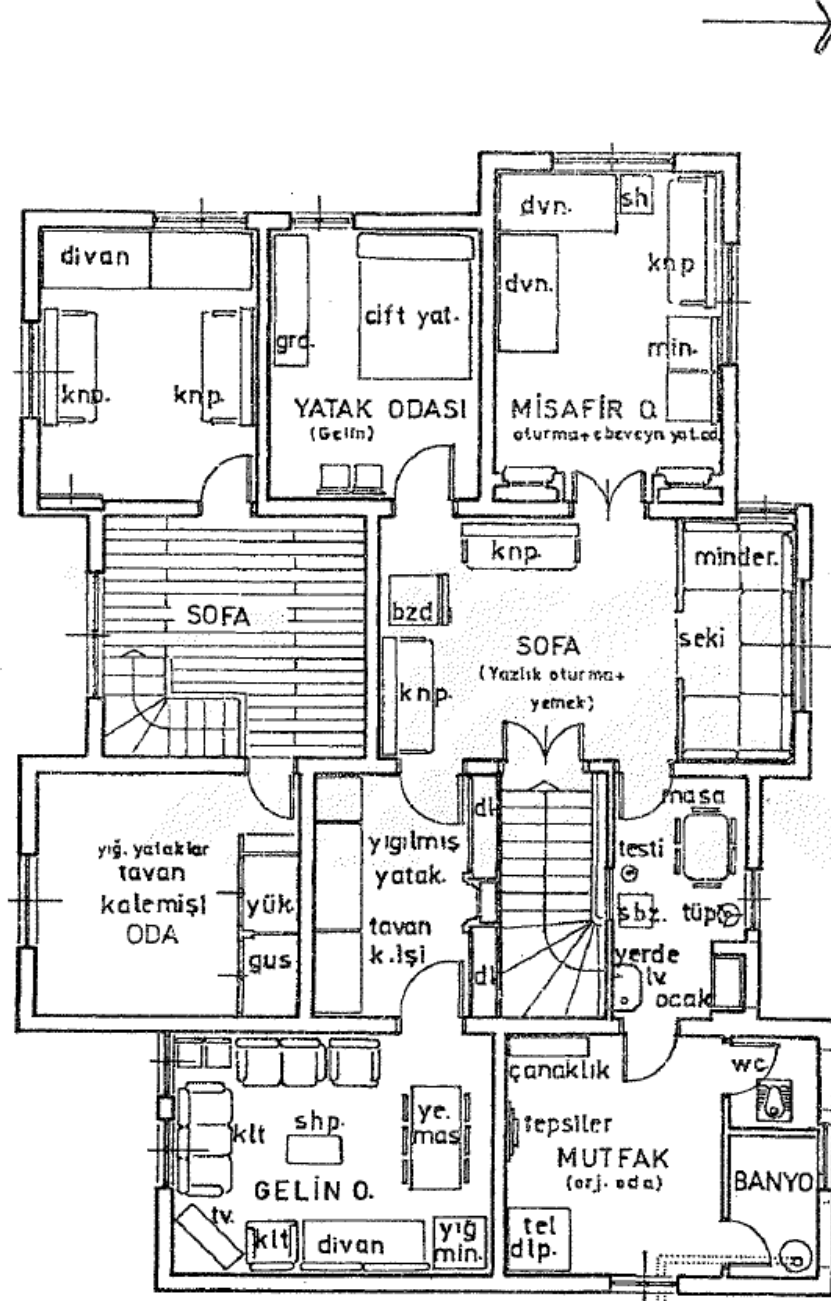 dvn.
sh
divan
knp
dvn.
cift yat.
grd.
min.
knp.
knp.
YATAK ODASI
(Gelin)
MİSAFİR O.
oturma+ebeveyn yat.od.
knp.
minder.
bzd
SOFA
SOFA
(Yazlık oturma+
yemek)
seki
knp.
masa
dl.
yığ. yataklar
tavan
kalemişi
ODA
yük
gus
yıgılmış
yatak.
tavan
k.işi
dl.
testi
sbz.
tüp
yerde
lv.
ocak
çanaklık
wc
tepsiler
MUTFAK
(orj. oda)
BANYO
tel
dlp.
klt
shp.
ye.
mas
GELİN O.
tv.
klt
divan
yığ
min.